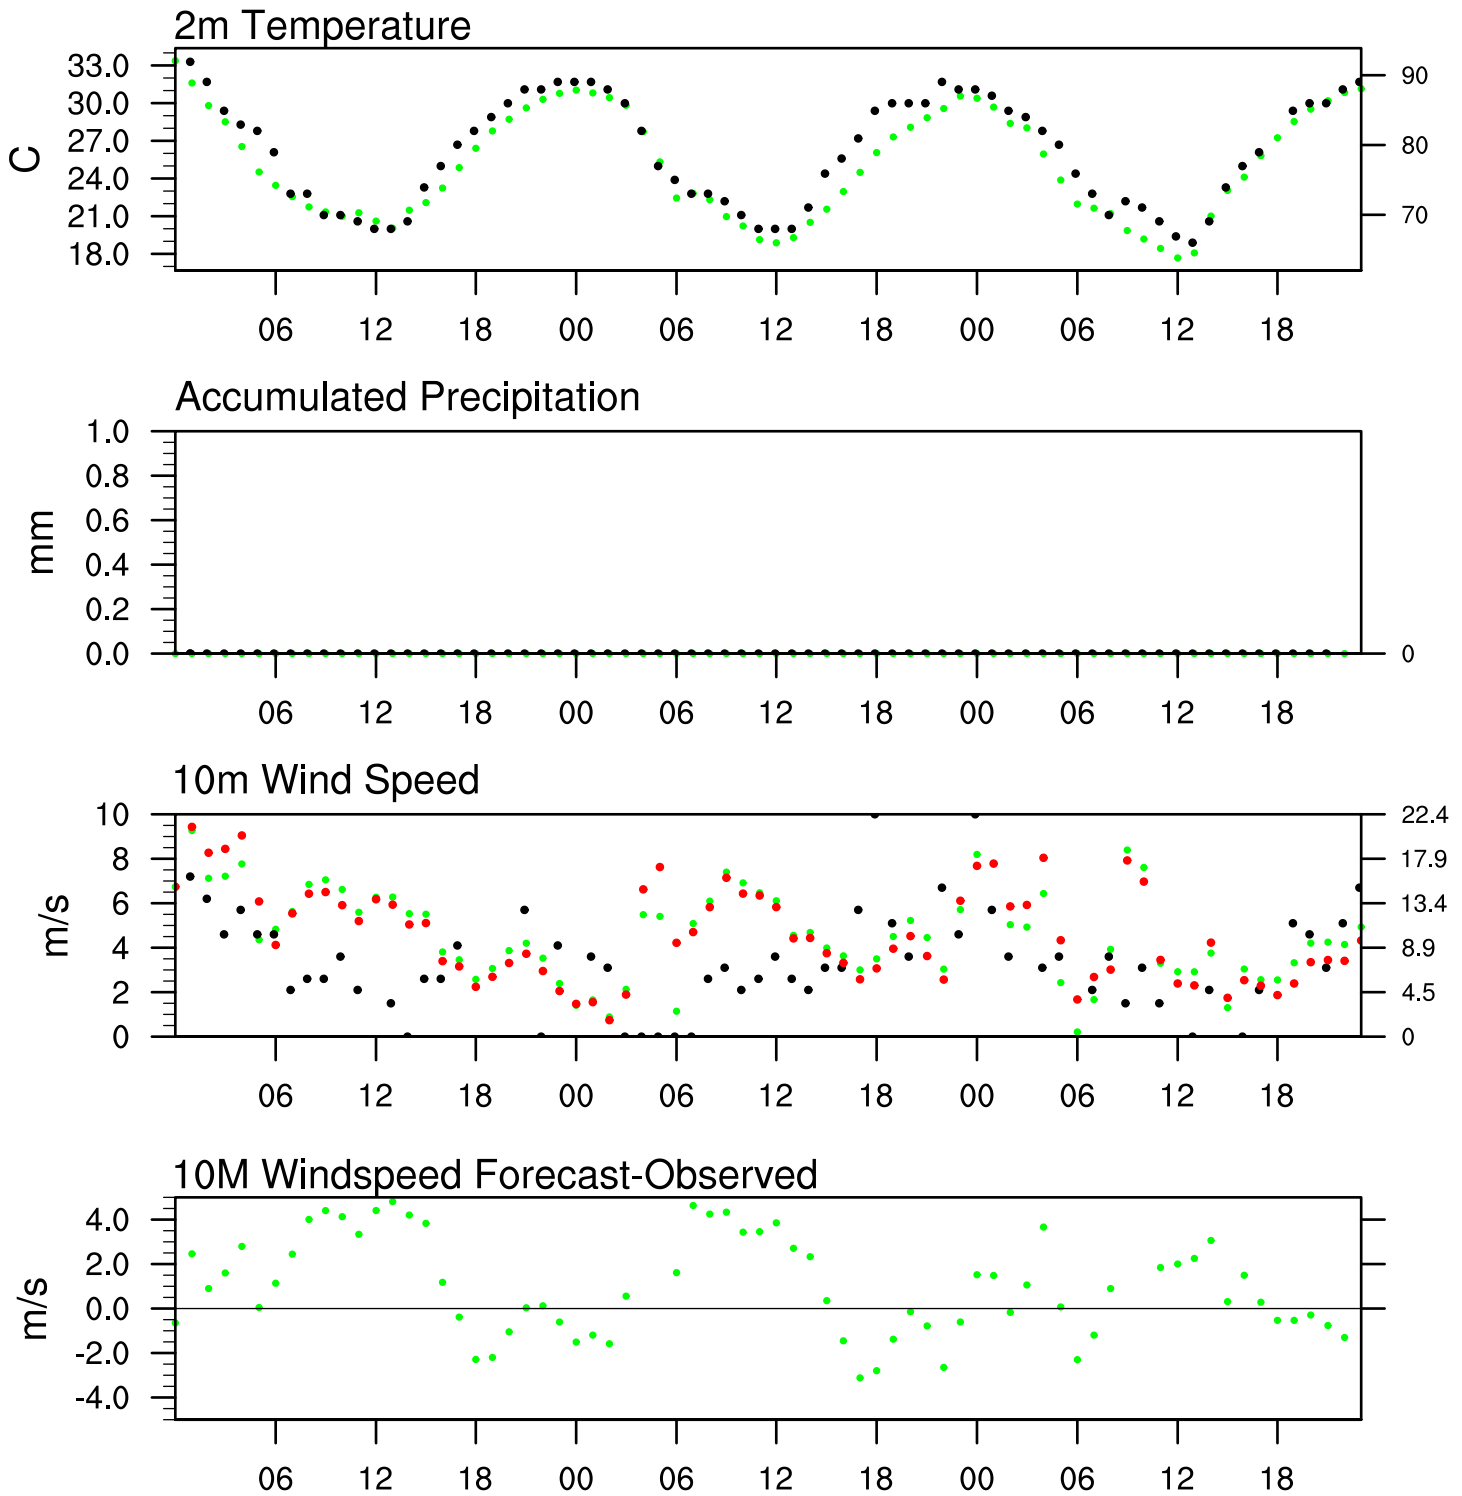 2m Temperature
33.0
30.0
27.0
24.0
21.0
18.0
C
90
80
70
06 12 18 00 06 12 18 00 06 12 18
Accumulated Precipitation
1.0
0.8
0.6
0.4
0.2
0.0
mm
0
06 12 18 00 06 12 18 00 06 12 18
10m Wind Speed
10
8
6
4
2
0
m/s
22.4
17.9
13.4
8.9
4.5
0
06 12 18 00 06 12 18 00 06 12 18
10M Windspeed Forecast-Observed
4.0
2.0
0.0
-2.0
-4.0
m/s
06 12 18 00 06 12 18 00 06 12 18